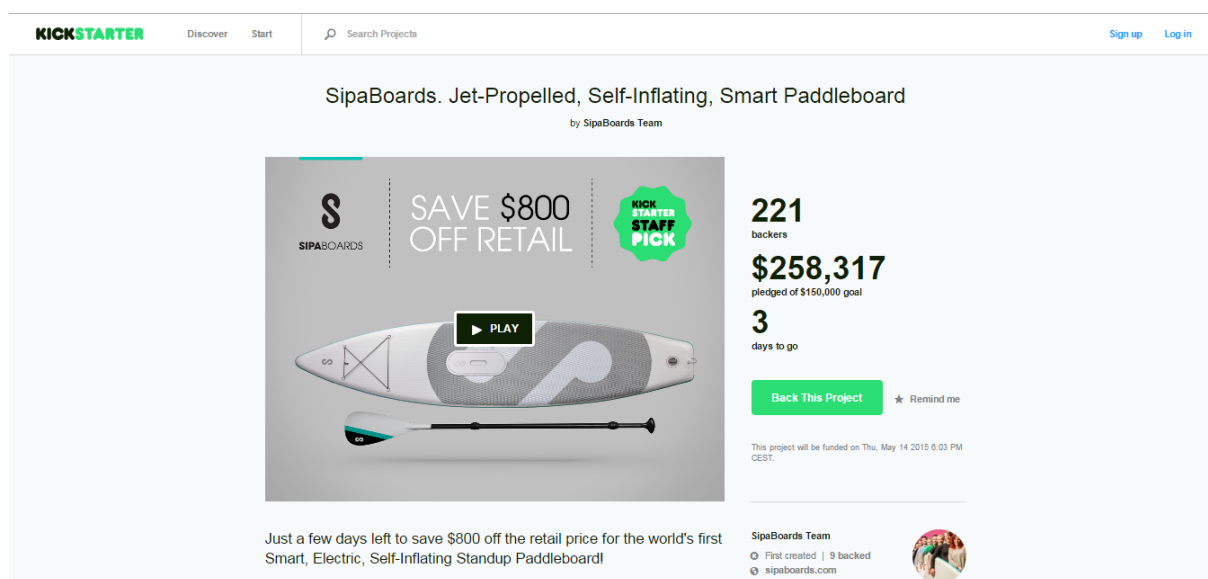 KICKSTARTER Discover Start Search Projects Sign up Log in
SipaBoards. Jet-Propelled, Self-Inflating, Smart Paddleboard
by SipaBoards Team
SIPABOARDS
SAVE $800
OFF RETAIL
KICK
STARTER
STAFF
PICK
PLAY
221
backers
$258,317
pledged of $150,000 goal
3
days to go
Back This Project Remind me
This project will be funded on Thu, May 14 2015 6:03 PM
CEST.
Just a few days left to save $800 off the retail price for the world's first
Smart, Electric, Self-Inflating Standup Paddleboard!
SipaBoards Team
First created | 9 backed
sipaboards.com